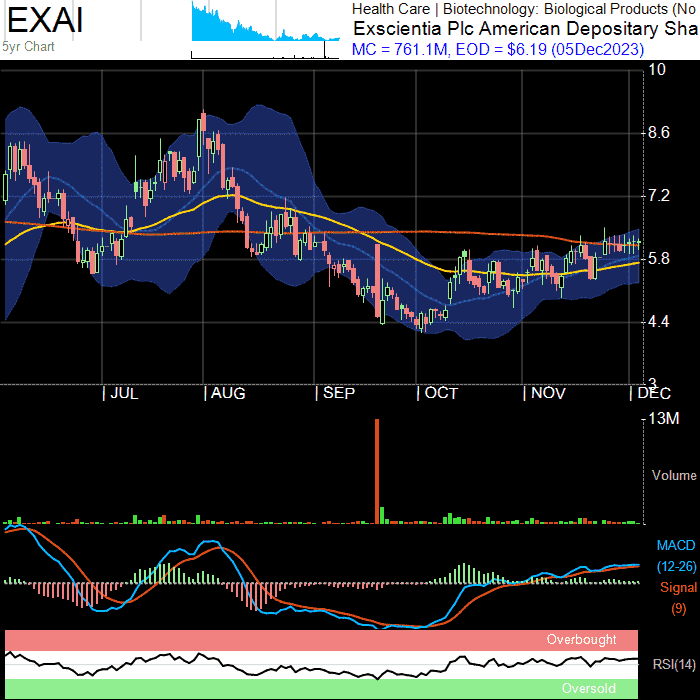 EXAI
5yr Chart
Health Care | Biotechnology: Biological Products (No
Exscientia Plc American Depositary Sha
MC = 761.1M, EOD = $6.19 (05Dec2023)
10
8.6
7.2
5.8
4.4
3
JUL AUG SEP OCT NOV DEC
13M
Volume
MACD
(12-26)
Signal
(9)
Overbought
RSI(14)
Oversold